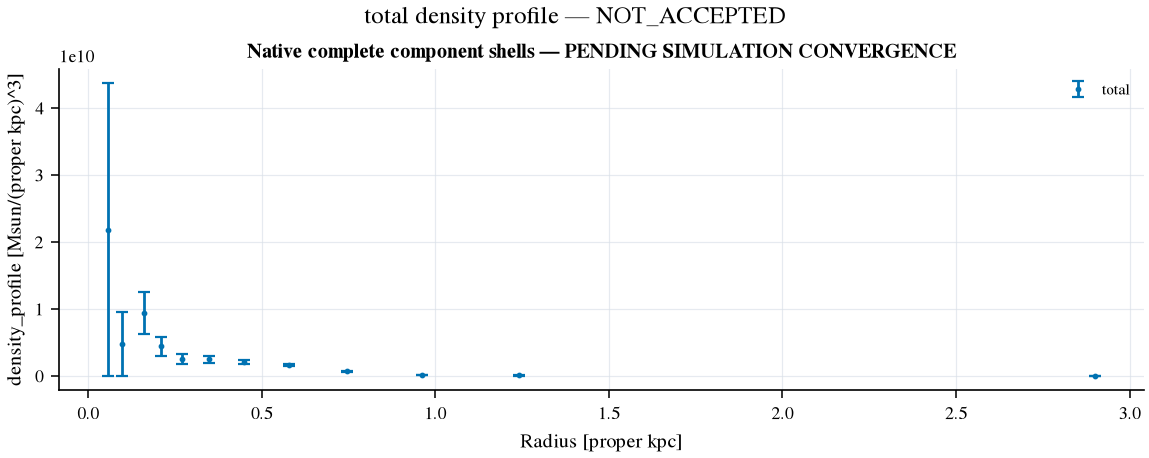 total density profile — NOT_ACCEPTED
Native complete component shells — PENDING SIMULATION CONVERGENCE
1e10
total
density_profile [Msun/(proper kpc)^3]
4
3
2
1
0
0.0 0.5 1.0 1.5 2.0 2.5 3.0
Radius [proper kpc]